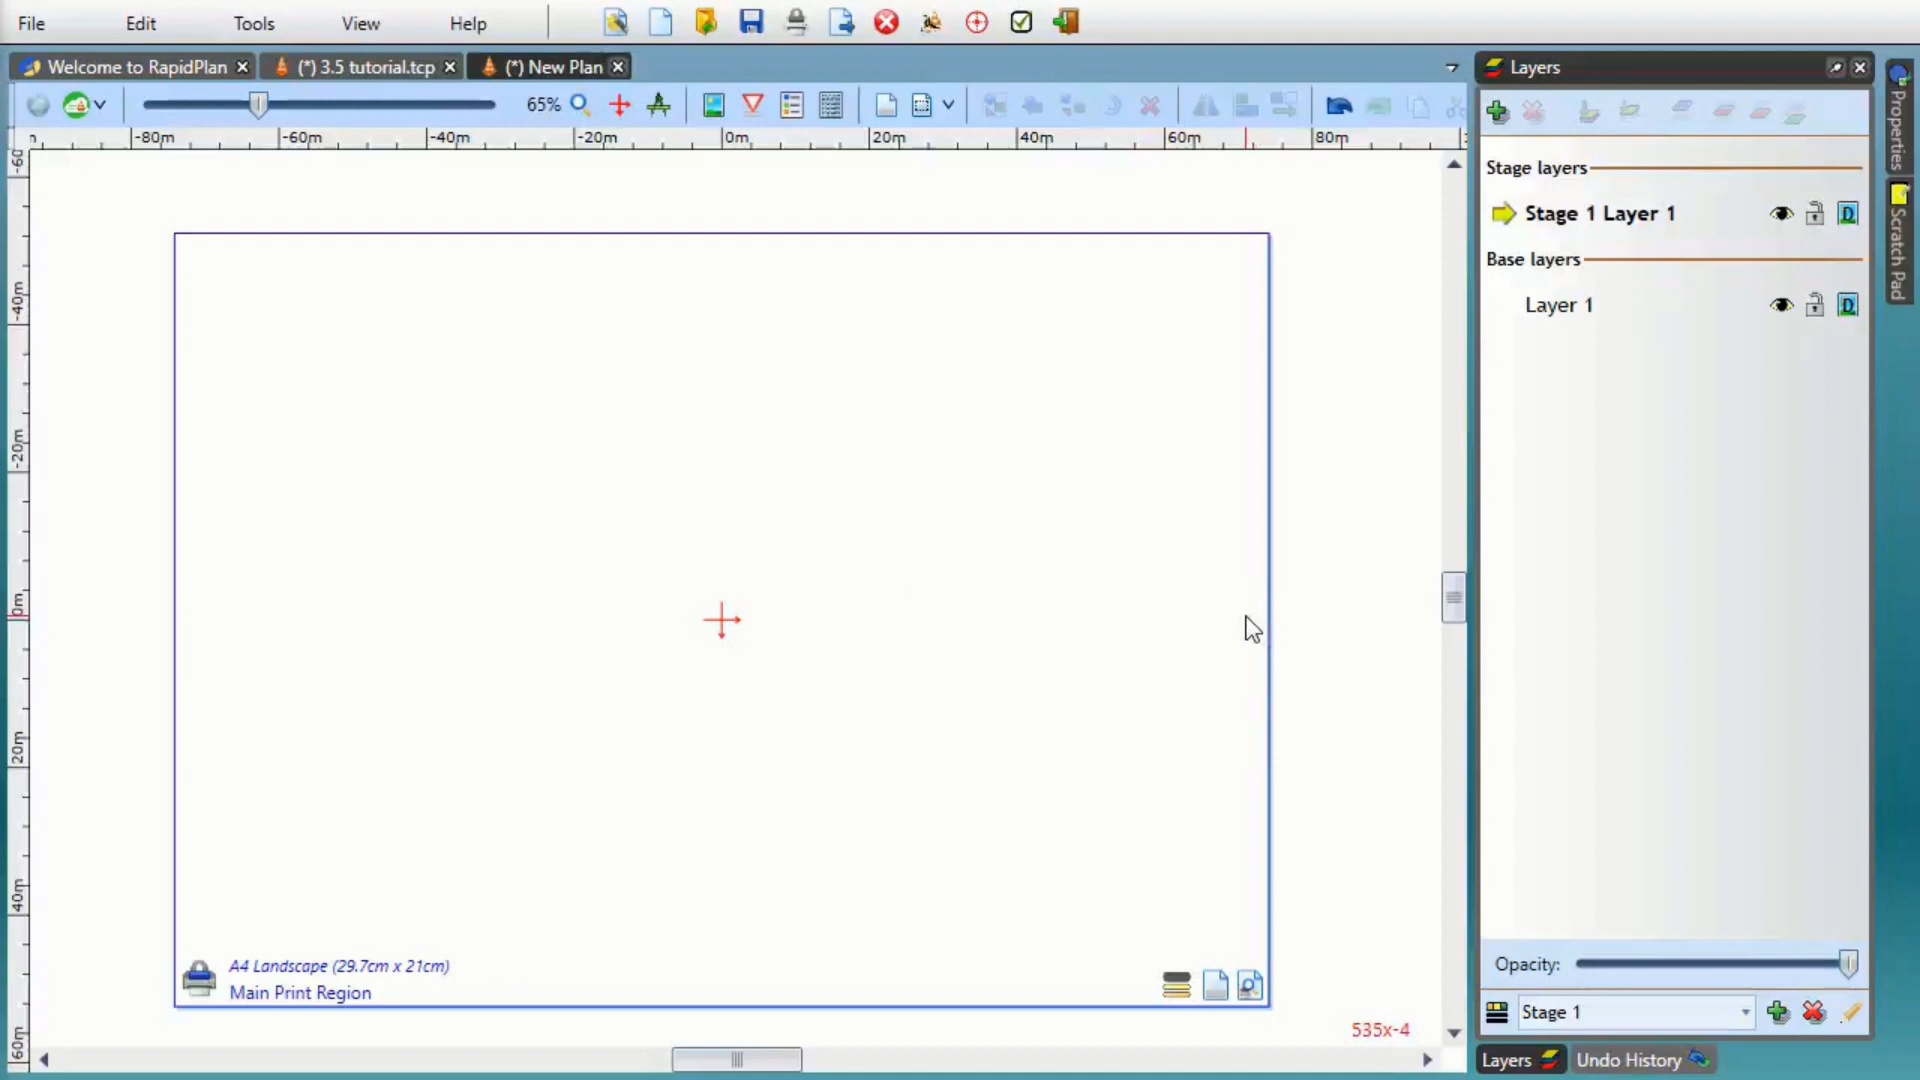 File Edit Tools View Help
Welcome to RapidPlan (*) 3.5 tutorial.tcp (*) New Plan
65%
-80m -60m -40m -20m 0m 20m 40m 60m 80m
-60
-40m
-20m
0m
20m
40m
60m
A4 Landscape (29.7cm x 21cm)
Main Print Region
535x-4
Layers
Stage layers
Stage 1 Layer 1 D
Base layers
Layer 1 D
Opacity:
Stage 1
Layers Undo History
Properties
Scratch Pad